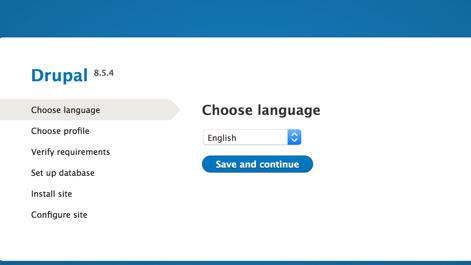 Drupal 8.5.4
Choose language
Choose profile
Verify requirements
Set up database
Install site
Configure site
Choose language
English
Save and continue